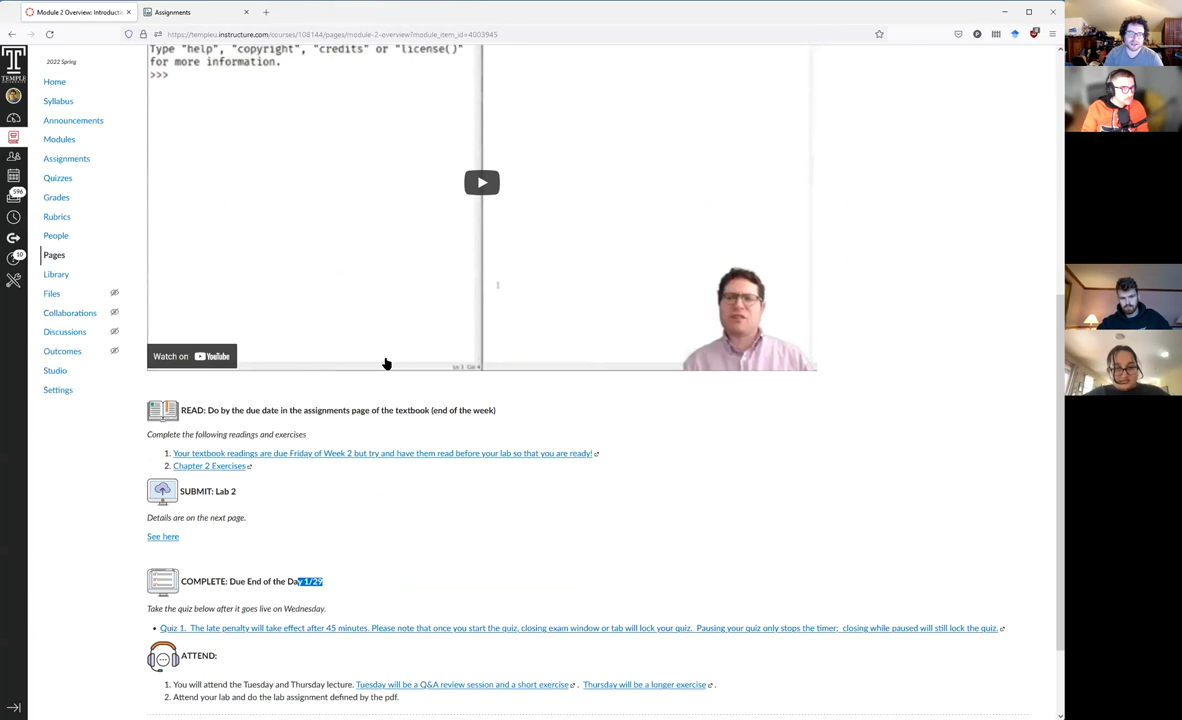 Module 2 Overview: Introducti
Assignments
https://templeu.instructure.com/courses/108144/pages/module-2-overview?module_item_id=4003945
2022 Spring
Home
Syllabus
Announcements
Modules
Assignments
Quizzes
Grades
Rubrics
People
Pages
Library
Files
Collaborations
Discussions
Outcomes
Studio
Settings
596
10
Type "help", "copyright", "credits" or "license()"
for more information.
>>>
Watch on YouTube
READ: Do by the due date in the assignments page of the textbook (end of the week)
Complete the following readings and exercises
1. Your textbook readings are due Friday of Week 2 but try and have them read before your lab so that you are ready!
2. Chapter 2 Exercises
SUBMIT: Lab 2
Details are on the next page.
See here
COMPLETE: Due End of the Day 1/29
Take the quiz below after it goes live on Wednesday.
• Quiz 1. The late penalty will take effect after 45 minutes. Please note that once you start the quiz, closing exam window or tab will lock your quiz. Pausing your quiz only stops the timer; closing while paused will still lock the quiz.
ATTEND:
1. You will attend the Tuesday and Thursday lecture. Tuesday will be a Q&A review session and a short exercise. Thursday will be a longer exercise.
2. Attend your lab and do the lab assignment defined by the pdf.